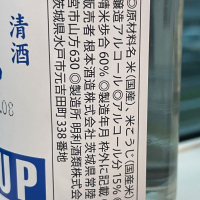 ◎原材料名 米(国産)、米こうじ(国産米)
醸造アルコール ◎アルコール分15%
精米歩合60% ◎製造年月 枠外に記載
販売者 根本酒造株式会社 茨城県常陸
宮市山方630 ◎製造所 明利酒類株式会
茨城県水戸市元吉田町338番地
清酒
30
UP